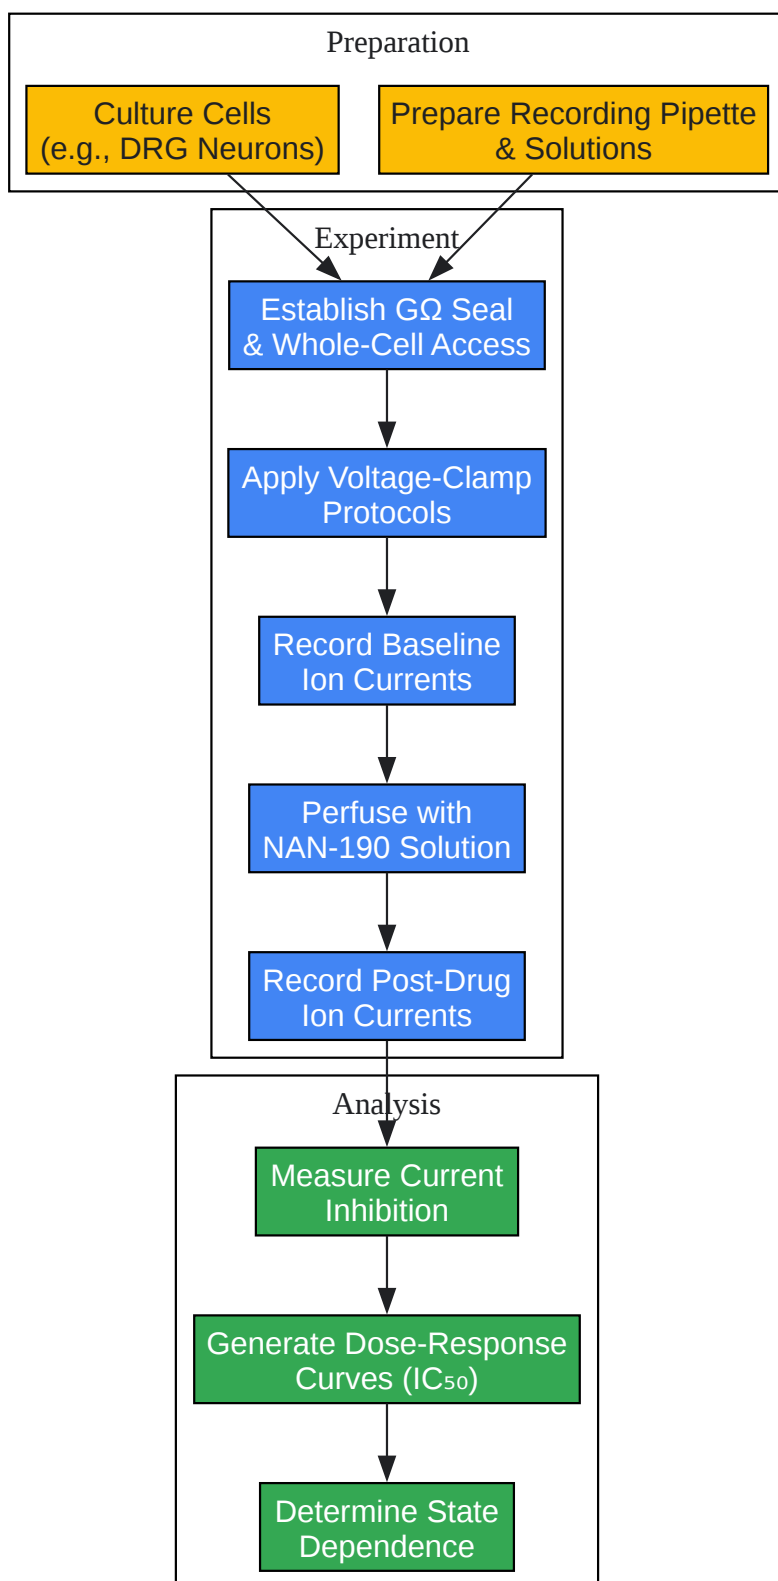 Preparation
Culture Cells
(e.g., DRG Neurons)
Prepare Recording Pipette
& Solutions
Experiment
Establish GΩ Seal
& Whole-Cell Access
Apply Voltage-Clamp
Protocols
Record Baseline
Ion Currents
Perfuse with
NAN-190 Solution
Record Post-Drug
Ion Currents
Analysis
Measure Current
Inhibition
Generate Dose-Response
Curves (IC₅₀)
Determine State
Dependence